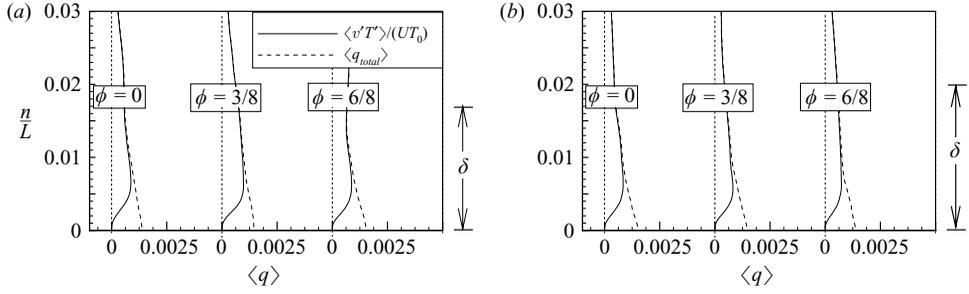 (a)
0.03
0.02
n/L
0.01
0
⟨v′T′⟩/(UT₀)
⟨q_total⟩
ϕ = 0
ϕ = 3/8
ϕ = 6/8
δ
0 0.0025 0 0.0025 0 0.0025
⟨q⟩
(b)
0.03
0.02
0.01
0
ϕ = 0
ϕ = 3/8
ϕ = 6/8
δ
0 0.0025 0 0.0025 0 0.0025
⟨q⟩